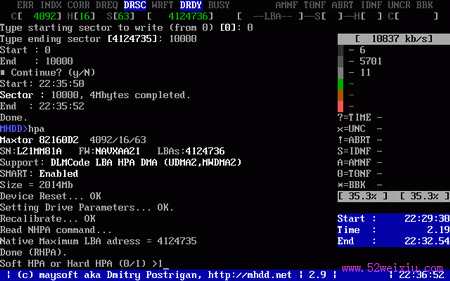 ERR INDX CORR DREQ DRSC WRFT DRDY BUSY AMNF T0NF ABRT IDNF UNCR BBK
C[ 4092] H[16 ] S[63 ] [ 4124736] [ --LBA-- ]--S[ ]--H[ ] C[ ]
Type starting sector to write (from 0) [0]: 0
Type ending sector [4124735]: 10000
Start : 0
End : 10000
Continue? (y/N)
Start: 22:35:50
Sector : 10000, 4Mbytes completed.
End : 22:35:52
Done.
MHDD>hpa
Maxtor 82160D2 4092/16/63
SN:L21MM81A FW:NAVXAA21 LBAs:4124736
Support: DLMCode LBA HPA DMA (UDMA2,MWDMA2)
SMART: Enabled
Size = 2014Mb
Device Reset... OK
Setting Drive Parameters... OK
Recalibrate... OK
Read NHPA command...
Native Maximum LBA adress = 4124735
Done (RHPA).
Soft HPA or Hard HPA (0/1) >1_
[ 10837 kb/s]
- 6
- 5701
- 11
-
-
-
?=TIME -
x=UNC -
!=ABRT -
S=IDNF -
A=AMNF -
0=T0NF -
*=BBK -
[ 35.3% ] [ 35.3% ]
Start : 22:29:30
Time : 2.19
End : 22:32.54
| (c) maysoft aka Dmitry Postrigan, http://mhdd.net | 2.9 | | 22:36:52
www.52weixiu.com